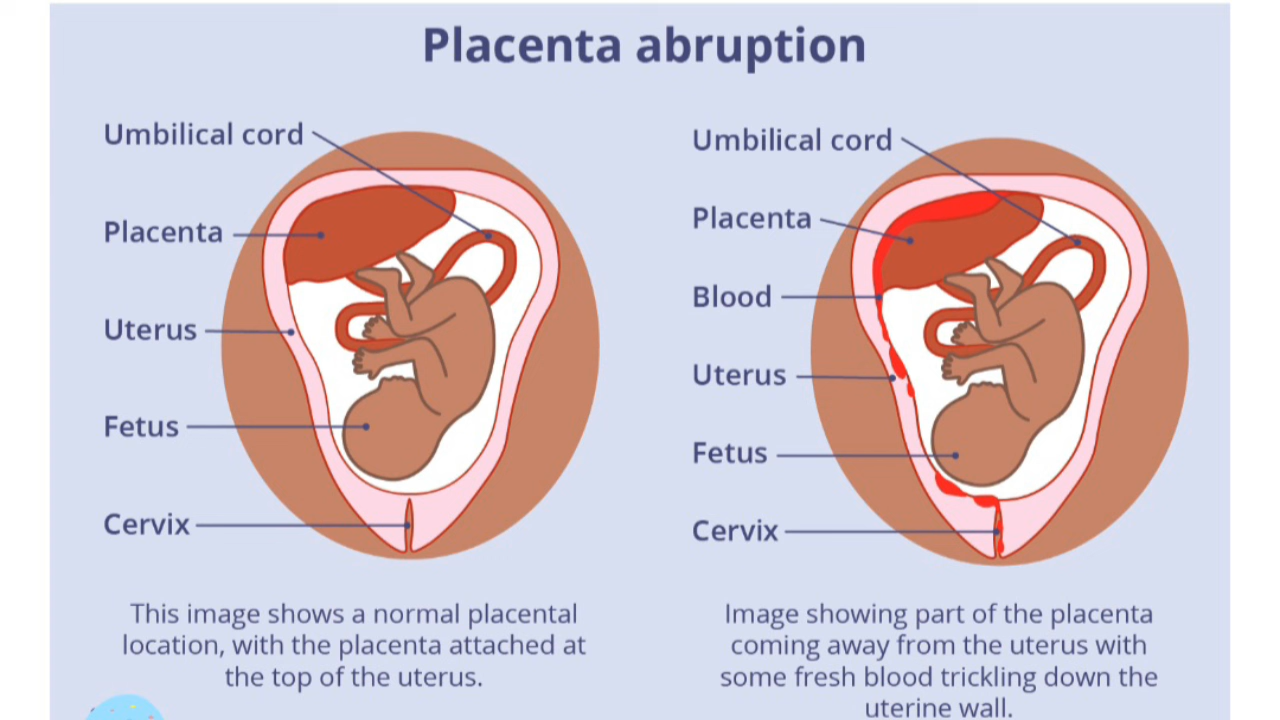 Placenta abruption
Umbilical cord
Placenta
Uterus
Fetus
Cervix
This image shows a normal placental
location, with the placenta attached at
the top of the uterus.
Umbilical cord
Placenta
Blood
Uterus
Fetus
Cervix
Image showing part of the placenta
coming away from the uterus with
some fresh blood trickling down the
uterine wall.